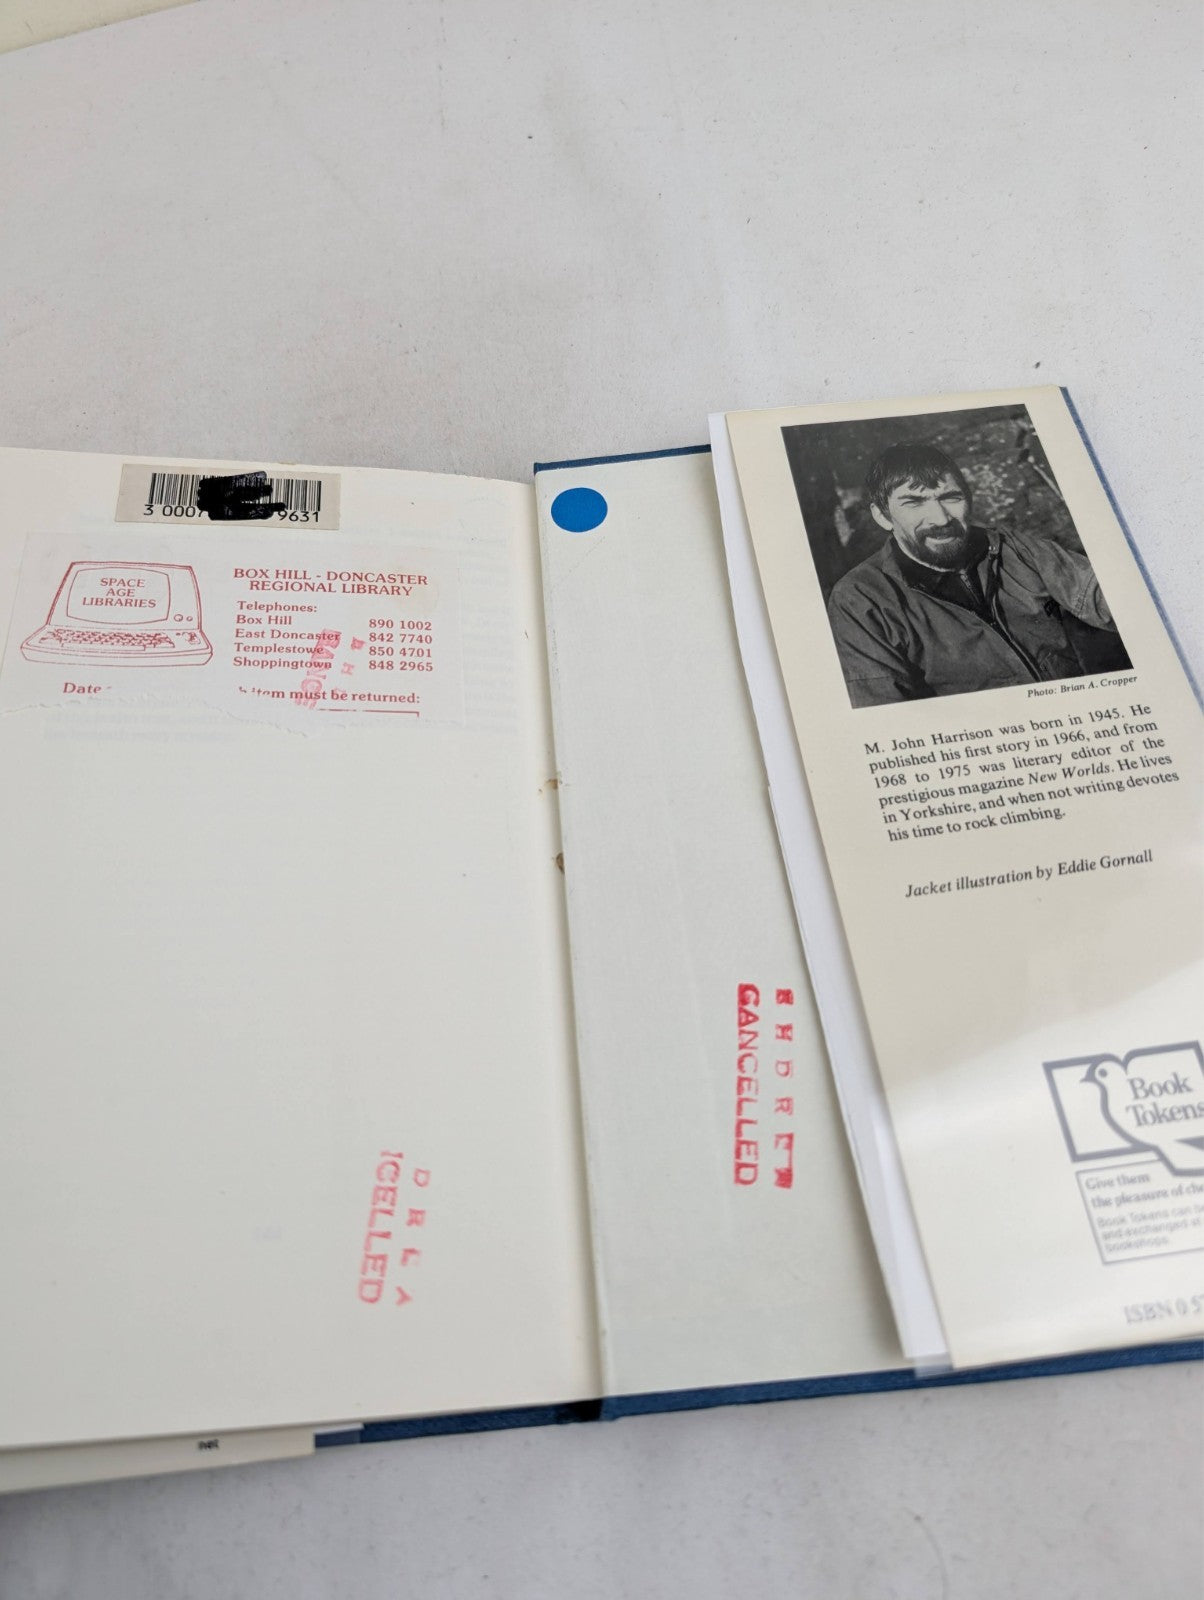 3 0007
9631
SPACE
AGE
LIBRARIES
BOX HILL - DONCASTER
REGIONAL LIBRARY
Telephones:
Box Hill 890 1002
East Doncaster 842 7740
Templestowe 850 4701
Shoppingtown 848 2965
Date
item must be returned:
D R L A
CELLED
B H D R L
CANCELLED
net
Photo: Brian A. Cropper
M. John Harrison was born in 1945. He
published his first story in 1966, and from
1968 to 1975 was literary editor of the
prestigious magazine New Worlds. He lives
in Yorkshire, and when not writing devotes
his time to rock climbing.
Jacket illustration by Eddie Gornall
Book
Tokens
Give them
the pleasure of cho
Book Tokens can be
and exchanged at
bookshops
ISBN 0 57